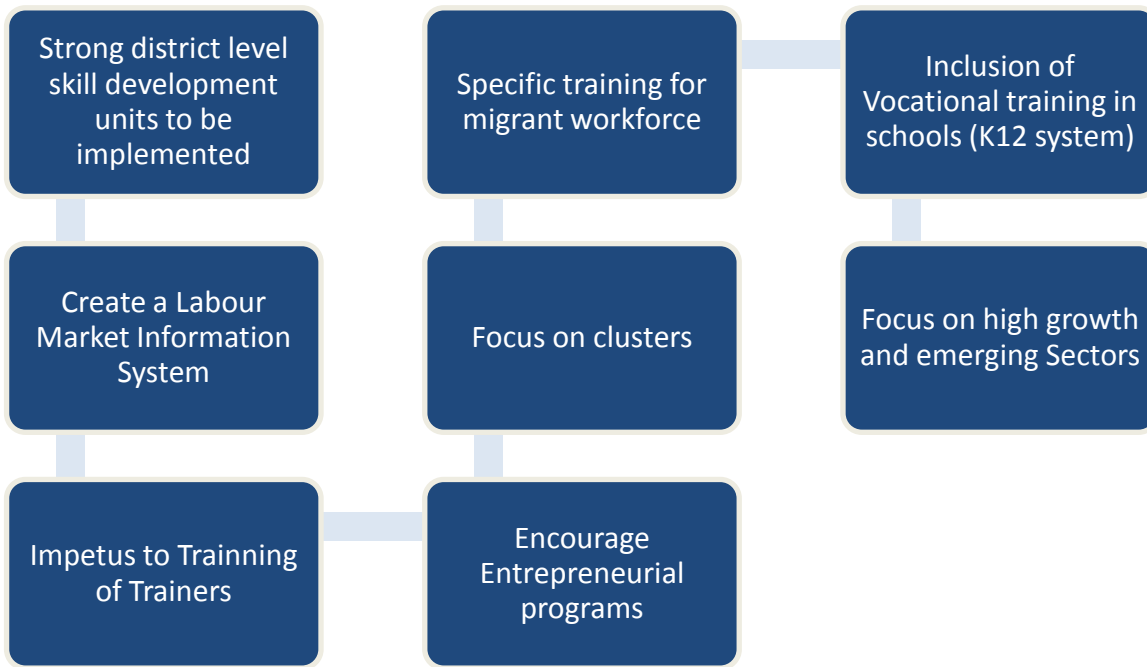 Strong district level
skill development
units to be
implemented
Create a Labour
Market Information
System
Impetus to Trainning
of Trainers
Encourage
Entrepreneurial
programs
Focus on clusters
Specific training for
migrant workforce
Inclusion of
Vocational training in
schools (K12 system)
Focus on high growth
and emerging Sectors